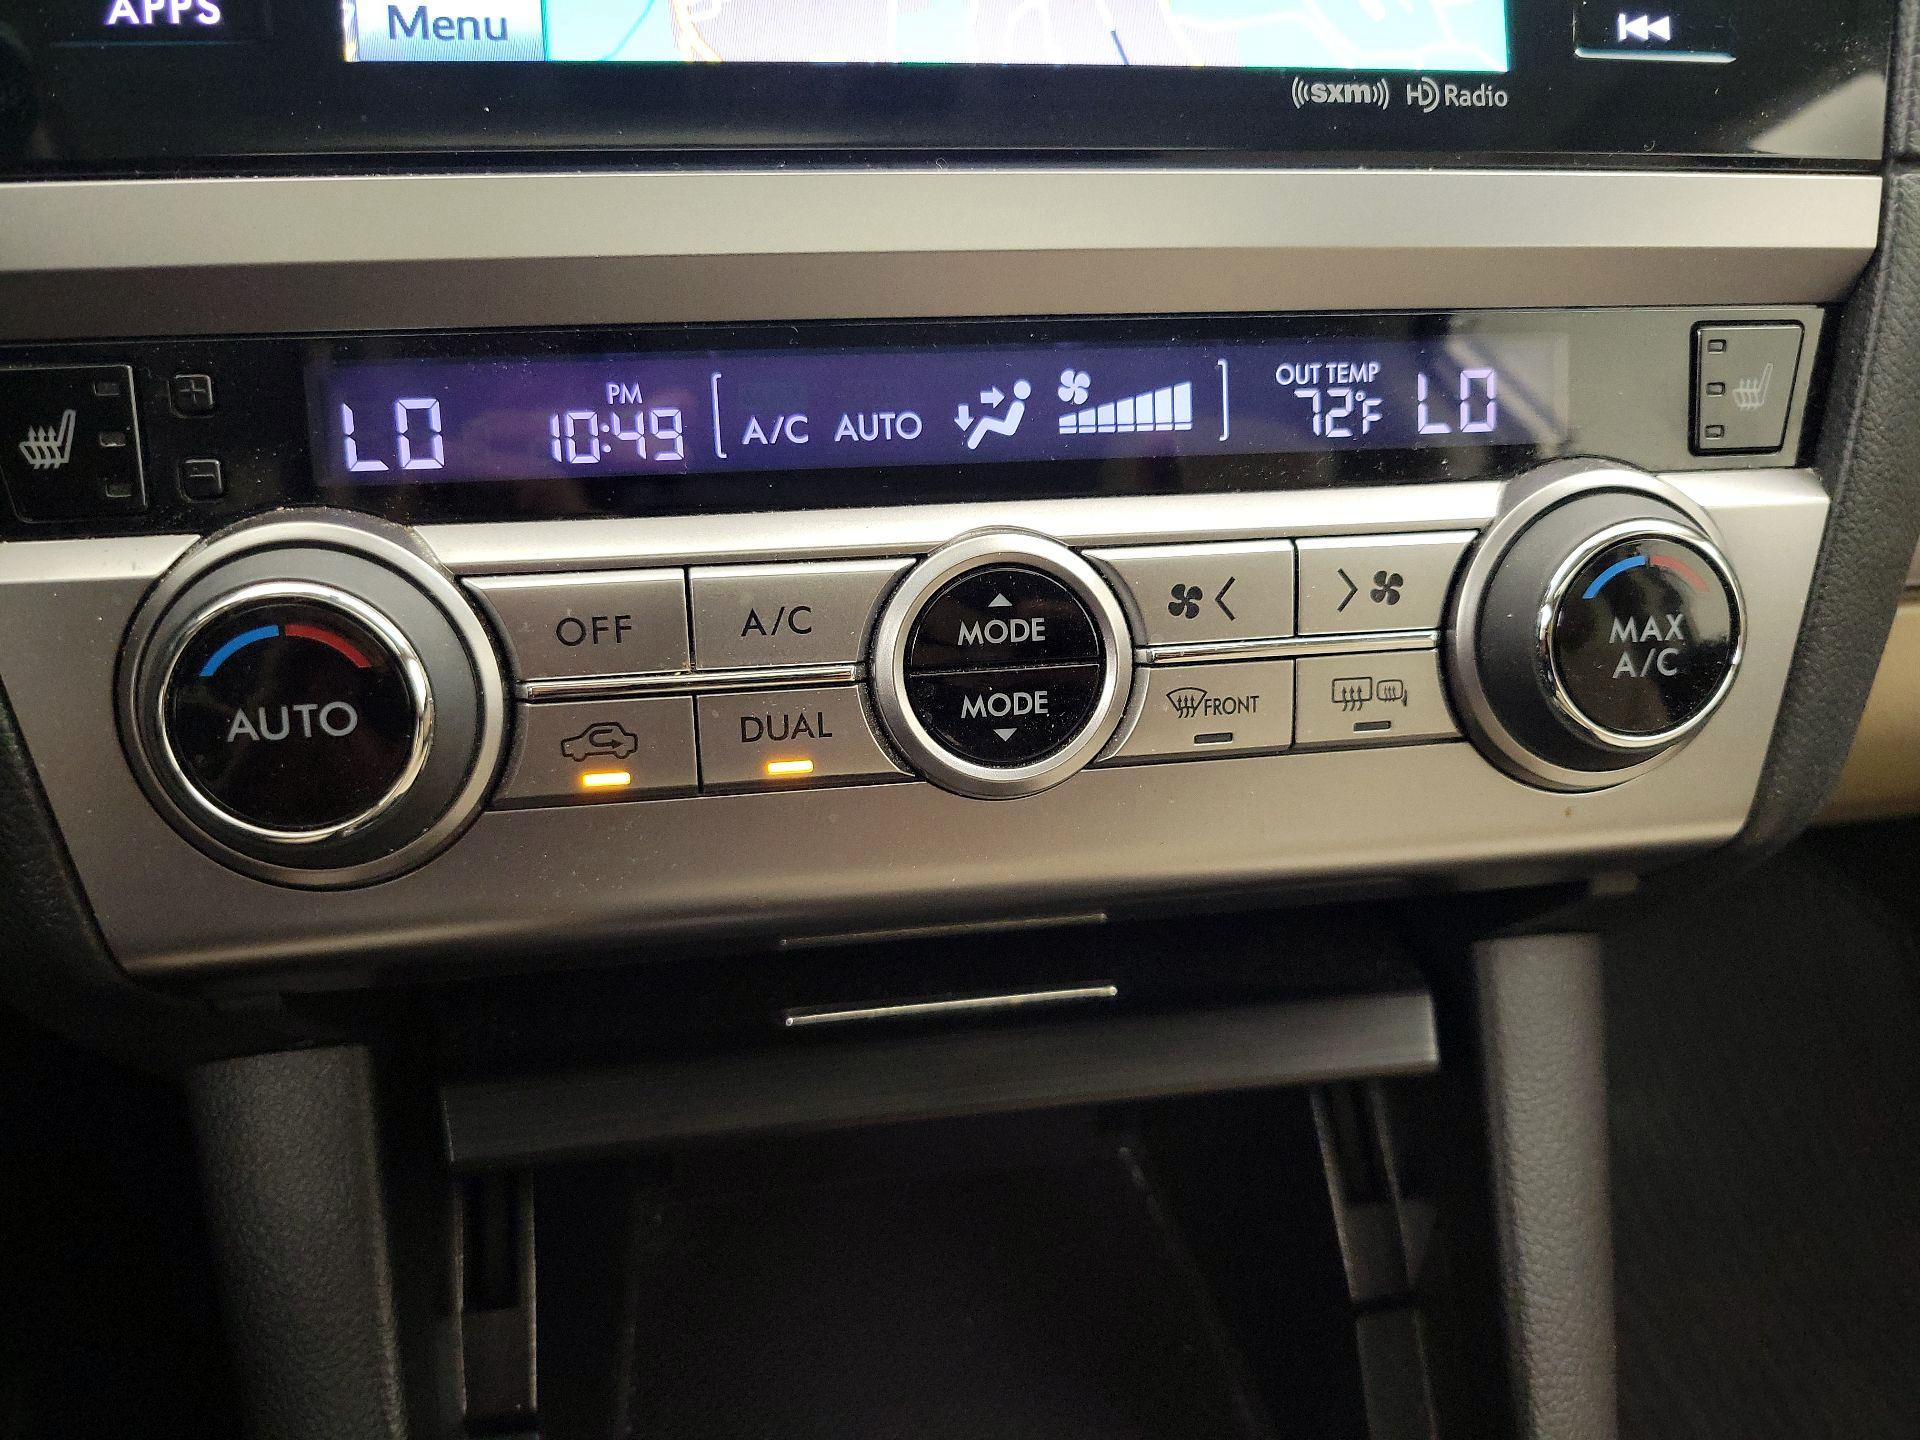 APPS
Menu
((sxm)) HD Radio
LO
PM
10:49
A/C AUTO
OUT TEMP
72°F
LO
AUTO
OFF
A/C
DUAL
MODE
MODE
FRONT
MAX
A/C